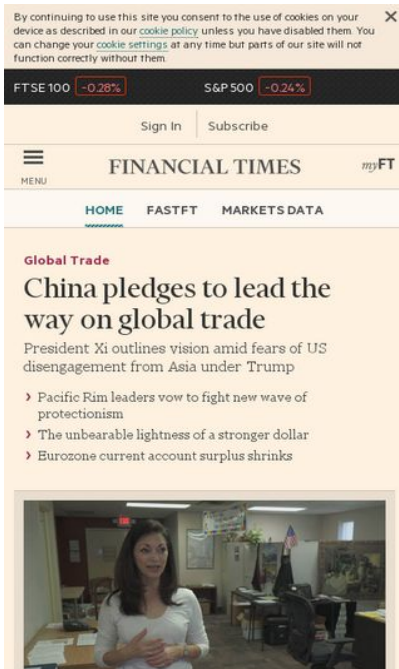 By continuing to use this site you consent to the use of cookies on your
device as described in our cookie policy unless you have disabled them. You
can change your cookie settings at any time but parts of our site will not
function correctly without them.
FTSE 100 -0.28% S&P 500 -0.24%
Sign In Subscribe
MENU
FINANCIAL TIMES
myFT
HOME FASTFT MARKETS DATA
Global Trade
China pledges to lead the
way on global trade
President Xi outlines vision amid fears of US
disengagement from Asia under Trump
Pacific Rim leaders vow to fight new wave of
protectionism
The unbearable lightness of a stronger dollar
Eurozone current account surplus shrinks